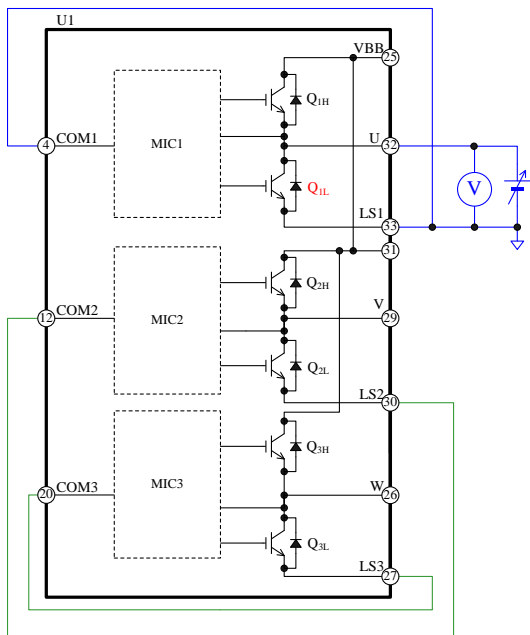 U1
VBB
25
Q1H
COM1
4
MIC1
U
32
V
Q1L
LS1
33
31
Q2H
COM2
12
MIC2
V
29
Q2L
LS2
30
Q3H
COM3
20
MIC3
W
26
Q3L
LS3
27